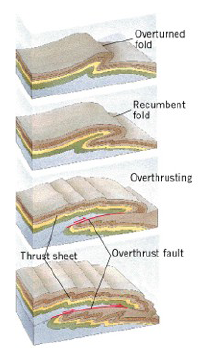 Overturned
fold
Recumbent
fold
Overthrusting
Thrust sheet
Overthrust fault